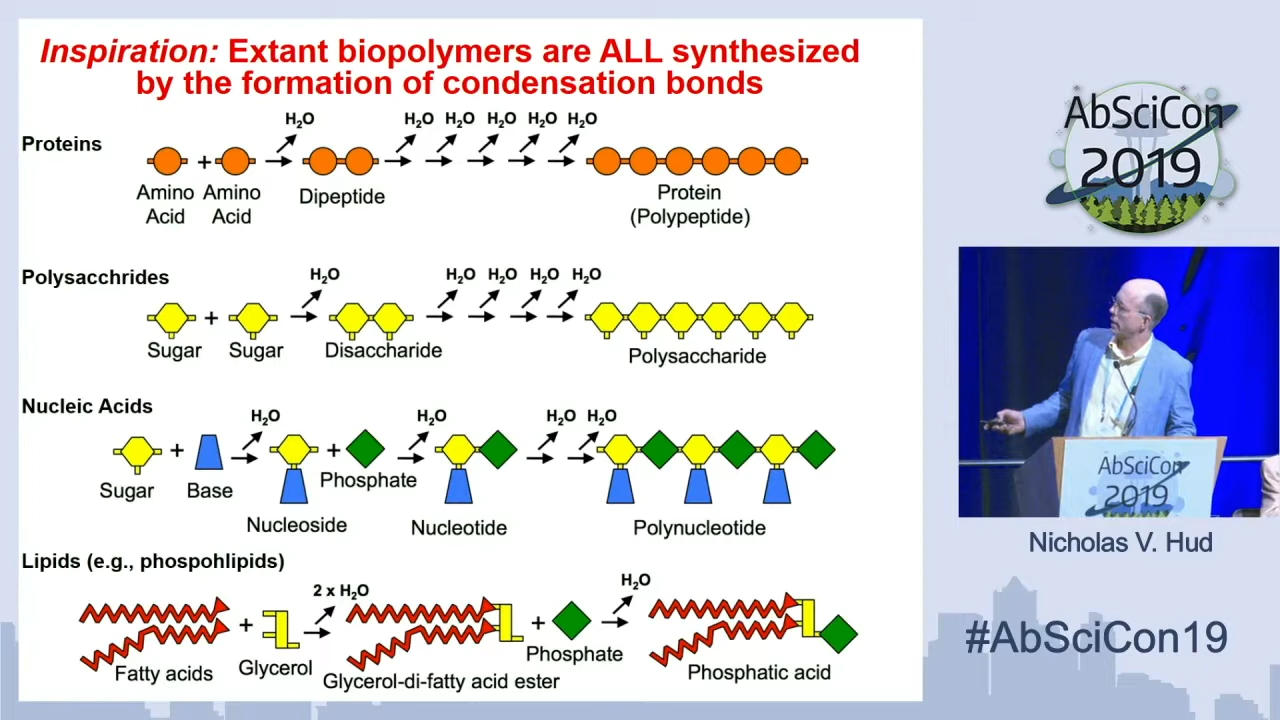 Inspiration: Extant biopolymers are ALL synthesized
by the formation of condensation bonds
Proteins
H₂O
H₂O H₂O H₂O H₂O H₂O
+
Amino Acid
Amino Acid
Dipeptide
Protein
(Polypeptide)
Polysacchrides
H₂O
H₂O H₂O H₂O H₂O
+
Sugar
Sugar
Disaccharide
Polysaccharide
Nucleic Acids
H₂O
H₂O
H₂O H₂O
+
+
Sugar
Base
Nucleoside
Phosphate
Nucleotide
Polynucleotide
Lipids (e.g., phospohlipids)
2 x H₂O
H₂O
+
+
Fatty acids
Glycerol
Glycerol-di-fatty acid ester
Phosphate
Phosphatic acid
AbSciCon
2019
AbSciCon
2019
Nicholas V. Hud
#AbSciCon19